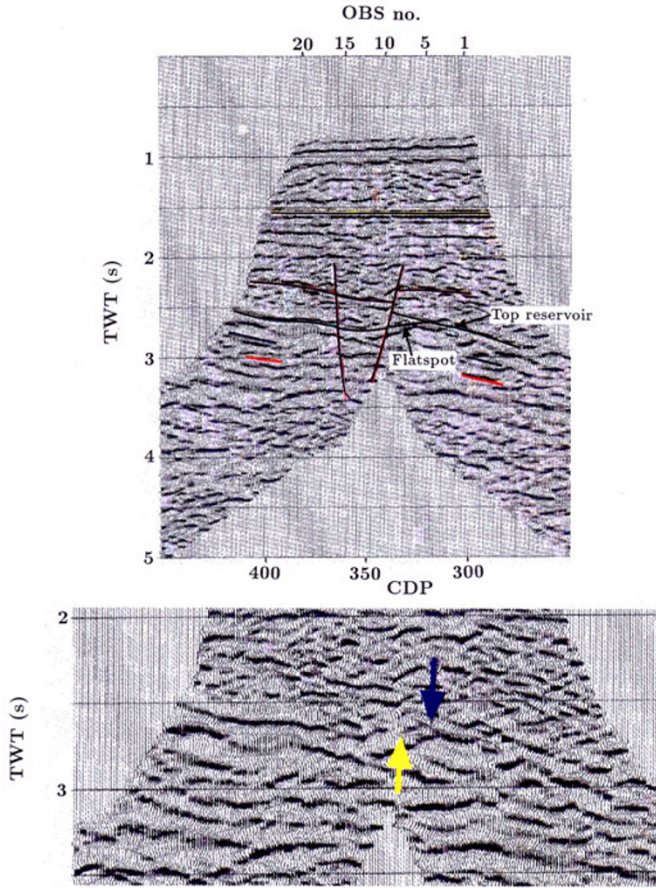 OBS no.
20 15 10 5 1
1
2
TWT (s)
Top reservoir
3
Flatspot
4
5
400 350 300
CDP
2
TWT (s)
3